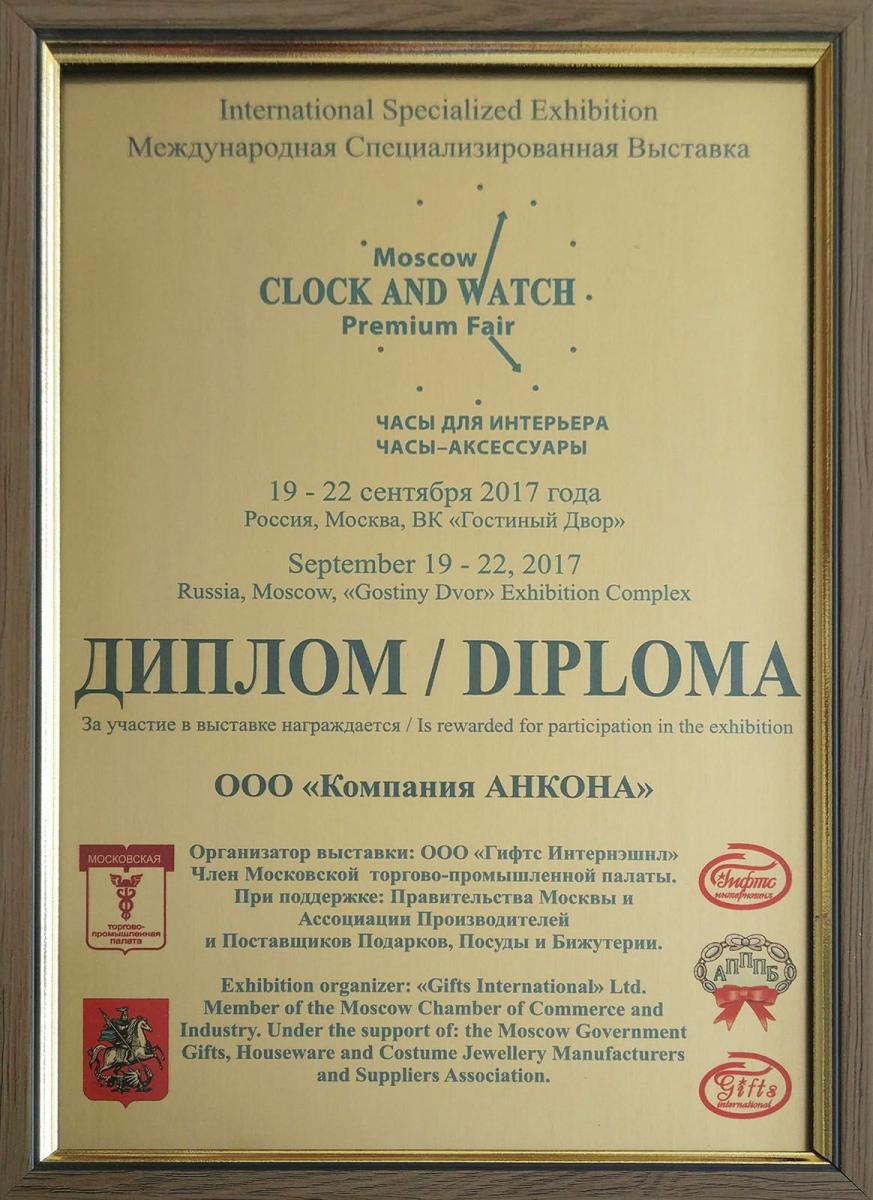 International Specialized Exhibition
Международная Специализированная Выставка
Moscow
CLOCK AND WATCH
Premium Fair
ЧАСЫ ДЛЯ ИНТЕРЬЕРА
ЧАСЫ–АКСЕССУАРЫ
19 - 22 сентября 2017 года
Россия, Москва, ВК «Гостиный Двор»
September 19 - 22, 2017
Russia, Moscow, «Gostiny Dvor» Exhibition Complex
ДИПЛОМ / DIPLOMA
За участие в выставке награждается / Is rewarded for participation in the exhibition
ООО «Компания АНКОНА»
МОСКОВСКАЯ
торгово-
промышленная
палата
Организатор выставки: ООО «Гифтс Интернэшнл»
Член Московской торгово-промышленной палаты.
При поддержке: Правительства Москвы и
Ассоциации Производителей
и Поставщиков Подарков, Посуды и Бижутерии.
Гифтс
интернэшнл
АПППБ
Exhibition organizer: «Gifts International» Ltd.
Member of the Moscow Chamber of Commerce and
Industry. Under the support of: the Moscow Government
Gifts, Houseware and Costume Jewellery Manufacturers
and Suppliers Association.
Gifts
international